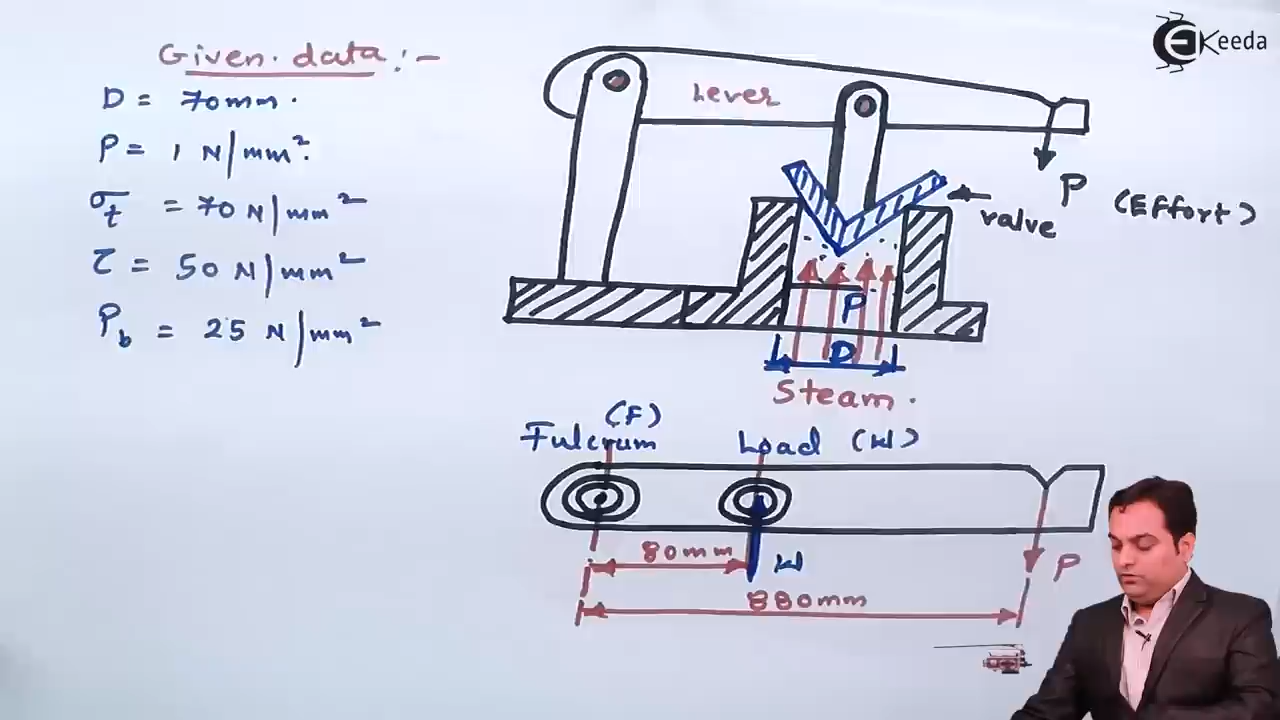 Given data :-
D = 70mm.
P = 1 N/mm².
σt = 70 N/mm²
τ = 50 N/mm²
Pb = 25 N/mm²
EKeeda
Lever
P (Effort)
valve
P
D
Steam.
(F)
Fulcrum
Load (W)
80mm
W
P
880mm